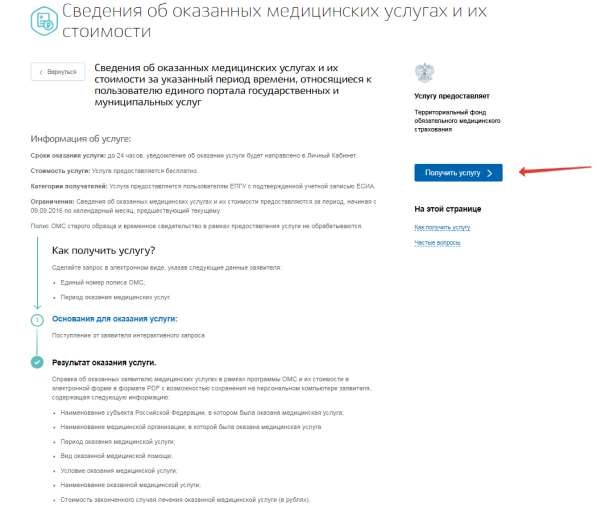 Сведения об оказанных медицинских услугах и их
стоимости
Вернуться
Сведения об оказанных медицинских услугах и их
стоимости за указанный период времени, относящиеся к
пользователю единого портала государственных и
муниципальных услуг
Информация об услуге:
Сроки оказания услуги: до 24 часов, уведомление об оказании услуги будет направлено в Личный Кабинет.
Стоимость услуги: Услуга предоставляется бесплатно.
Категории получателей: Услуга предоставляется пользователям ЕПГУ с подтвержденной учетной записью ЕСИА.
Ограничения: Сведения об оказанных медицинских услугах и их стоимости предоставляются за период, начиная с
09.09.2016 по календарный месяц, предшествующий текущему.
Полис ОМС старого образца и временное свидетельство в рамках предоставления услуги не обрабатываются.
Как получить услугу?
Сделайте запрос в электронном виде, указав следующие данные заявителя:
Единый номер полиса ОМС;
Период оказания медицинских услуг.
1
Основания для оказания услуги:
Поступление от заявителя интерактивного запроса
Результат оказания услуги.
Справка об оказанных заявителю медицинских услугах в рамках программы ОМС и их стоимости в
электронной форме в формате PDF с возможностью сохранения на персональном компьютере заявителя,
содержащая следующую информацию:
Наименование субъекта Российской Федерации, в котором была оказана медицинская услуга;
Наименование медицинской организации, в которой была оказана медицинская услуга
Период оказания медицинской услуги;
Вид оказанной медицинской помощи;
Условие оказания медицинской услуги;
Наименование оказанной медицинской услуги;
Стоимость законченного случая лечения оказанной медицинской услуги (в рублях).
Услугу предоставляет
Территориальный фонд
обязательного медицинского
страхования
Получить услугу
На этой странице
Как получить услугу
Частые вопросы